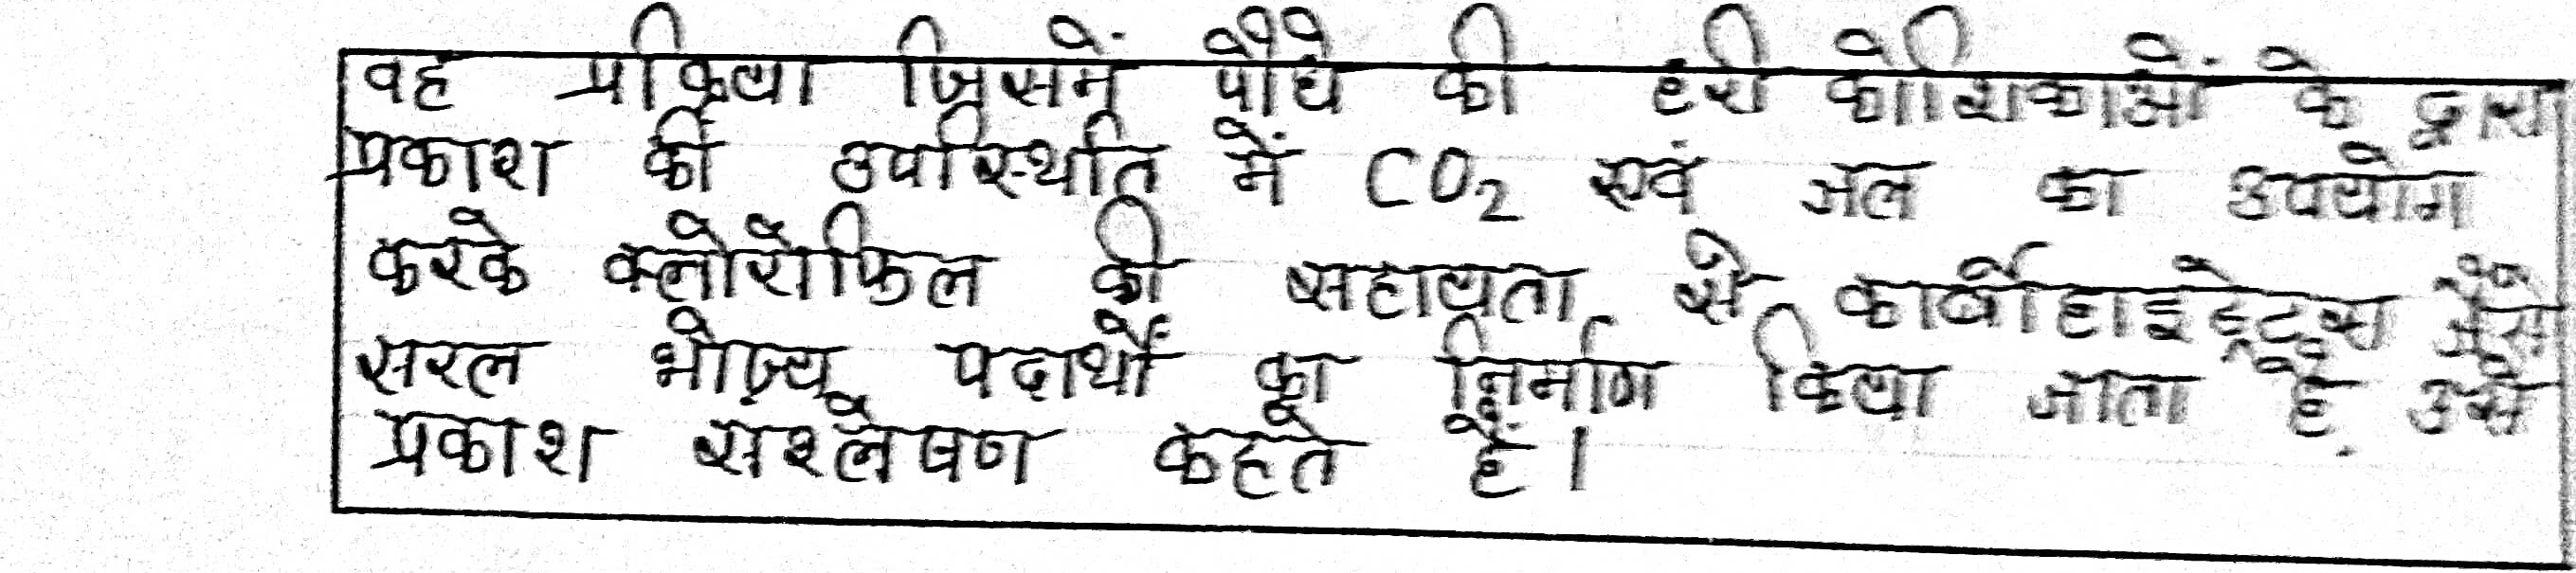 वह प्रक्रिया जिसमें पौधे की हरी कोशिकाओं के द्वारा
प्रकाश की उपस्थिति में CO₂ एवं जल का उपयोग
करके क्लोरोफिल की सहायता से कार्बोहाइड्रेट्स जैसे
सरल भोज्य पदार्थों का निर्माण किया जाता है, उसे
प्रकाश संश्लेषण कहते हैं।